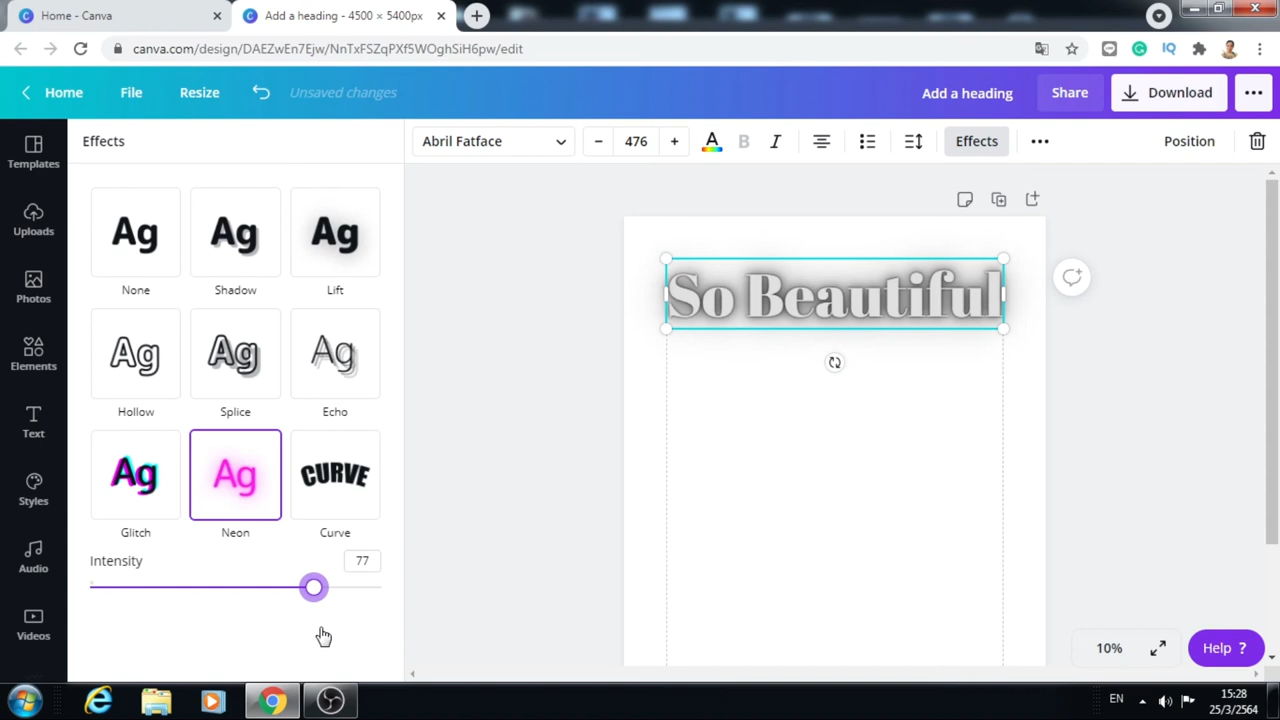 Home - Canva
Add a heading - 4500 × 5400px
canva.com/design/DAEZwEn7Ejw/NnTxFSZqPXf5WOghSiH6pw/edit
Home
File
Resize
Unsaved changes
Add a heading
Share
Download
Templates
Uploads
Photos
Elements
Text
Styles
Audio
Videos
Effects
Abril Fatface
476
A
B
I
Effects
Position
Ag
Ag
Ag
None
Shadow
Lift
Ag
Ag
Ag
Hollow
Splice
Echo
Ag
Ag
CURVE
Glitch
Neon
Curve
Intensity
77
So Beautiful
10%
Help ?
EN
15:28
25/3/2564